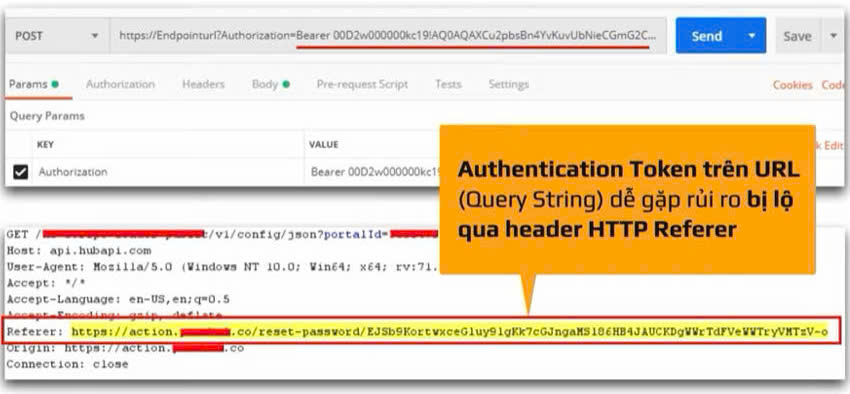 POST https://Endpointurl?Authorization=Bearer 00D2w000000kc19!AQ0AQAXCu2pbsBn4YvKuvUbNieCGmG2C... Send Save
Params Authorization Headers Body Pre-request Script Tests Settings Cookies Code
Query Params
KEY VALUE k Edit
Authorization Bearer 00D2w000000kc19!
Authentication Token trên URL
(Query String) dễ gặp rủi ro bị lộ
qua header HTTP Referer
GET / /v1/config/json?portalId=
Host: api.hubapi.com
User-Agent: Mozilla/5.0 (Windows NT 10.0; Win64; x64; rv:71.
Accept: */*
Accept-Language: en-US,en;q=0.5
Accept-Encoding: gzip, deflate
Referer: https://action. .co/reset-password/EJSb9KortwxceGluy9lgKk7cGJngaMSl86HB4JAUCKDgWWrTdFVeWWTryVMTzV-o
Origin: https://action. .co
Connection: close